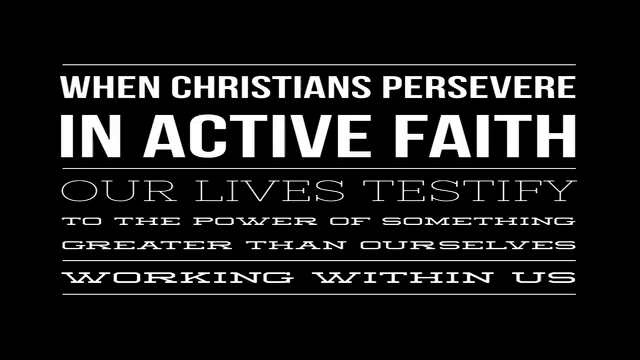 WHEN CHRISTIANS PERSEVERE
IN ACTIVE FAITH
OUR LIVES TESTIFY
TO THE POWER OF SOMETHING
GREATER THAN OURSELVES
WORKING WITHIN US